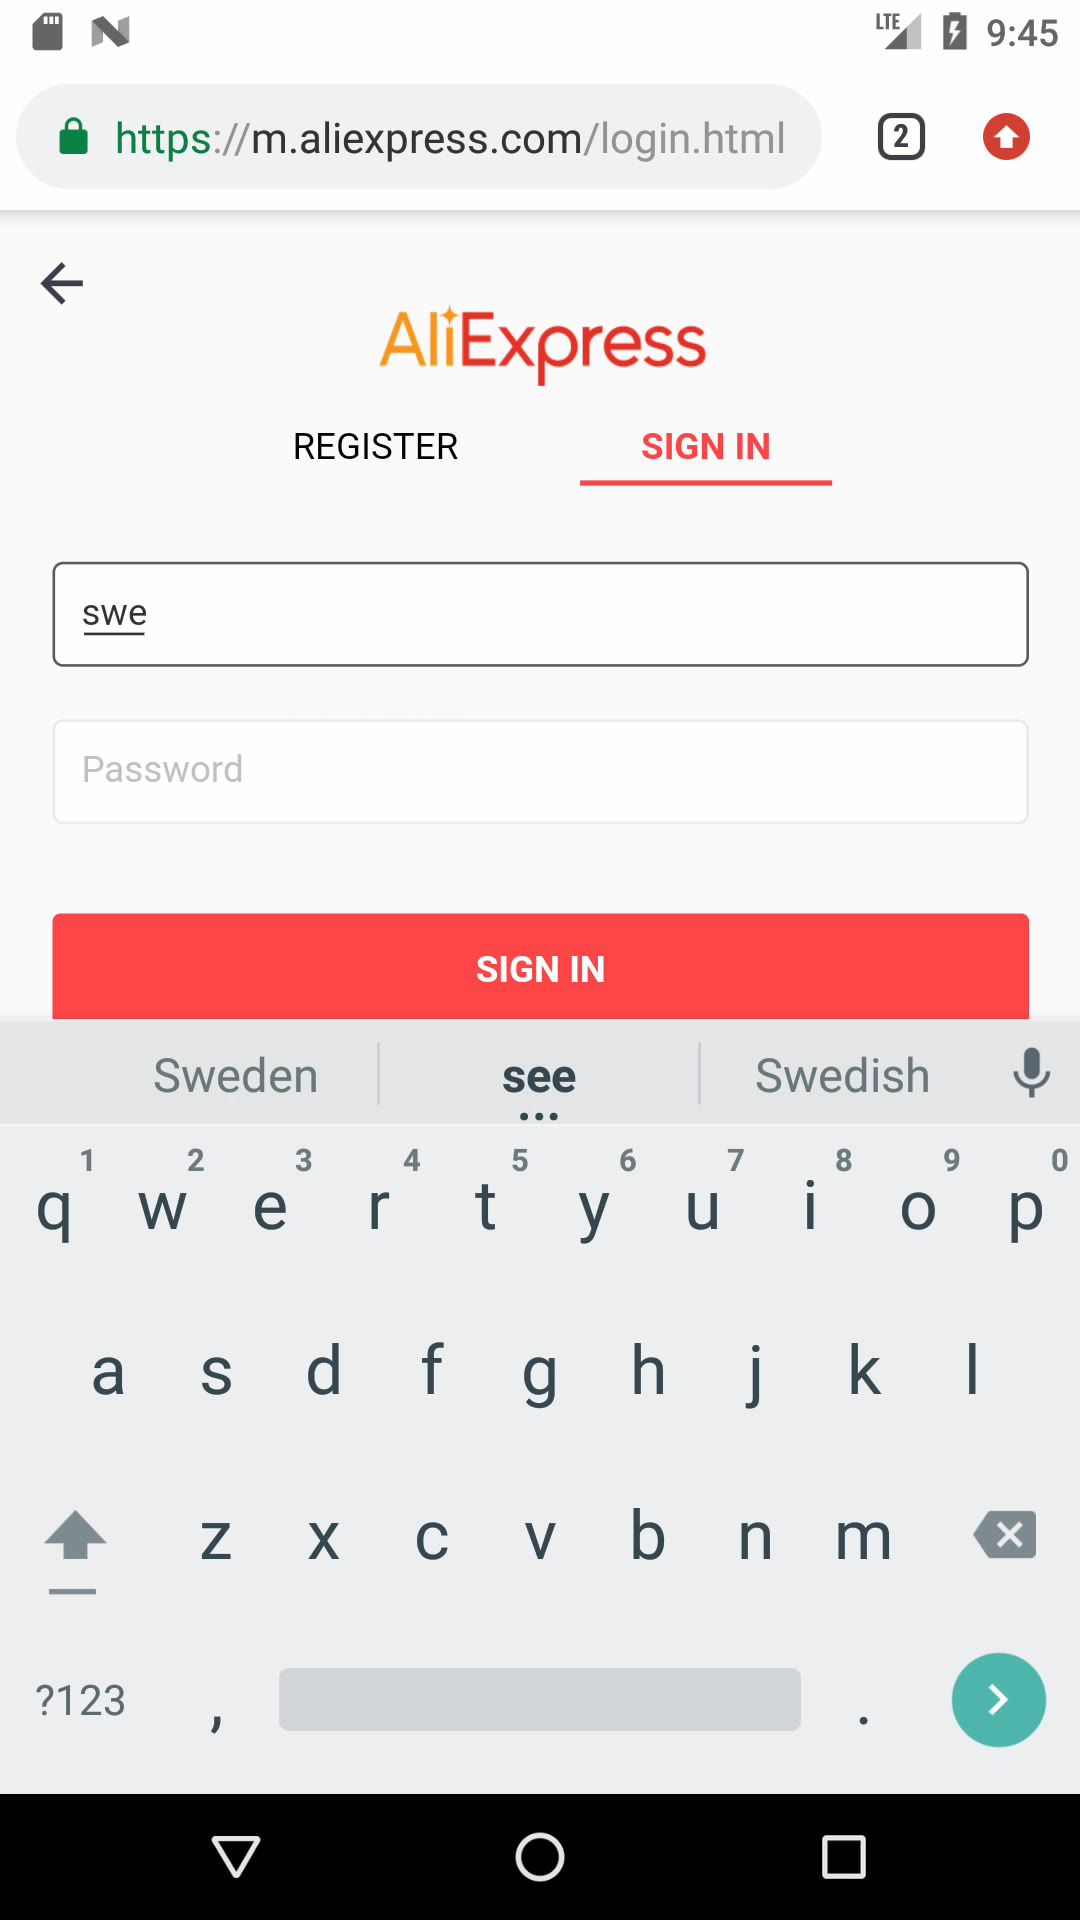 LTE 9:45
https://m.aliexpress.com/login.html 2
AliExpress
REGISTER SIGN IN
swe
Password
SIGN IN
Sweden see Swedish
1 2 3 4 5 6 7 8 9 0
q w e r t y u i o p
a s d f g h j k l
z x c v b n m
?123 , .